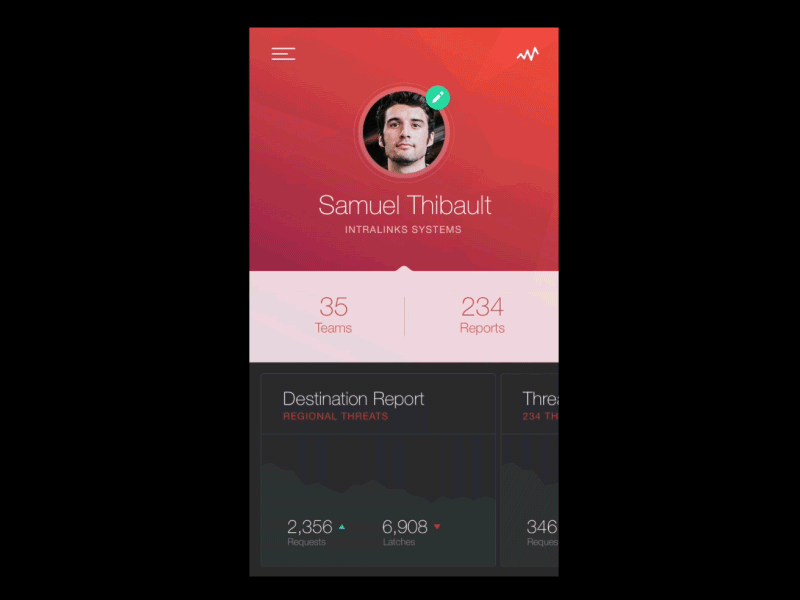 Samuel Thibault
INTRALINKS SYSTEMS
35
Teams
234
Reports
Destination Report
REGIONAL THREATS
2,356
Requests
6,908
Latches
Threa
234 TH
346
Reques